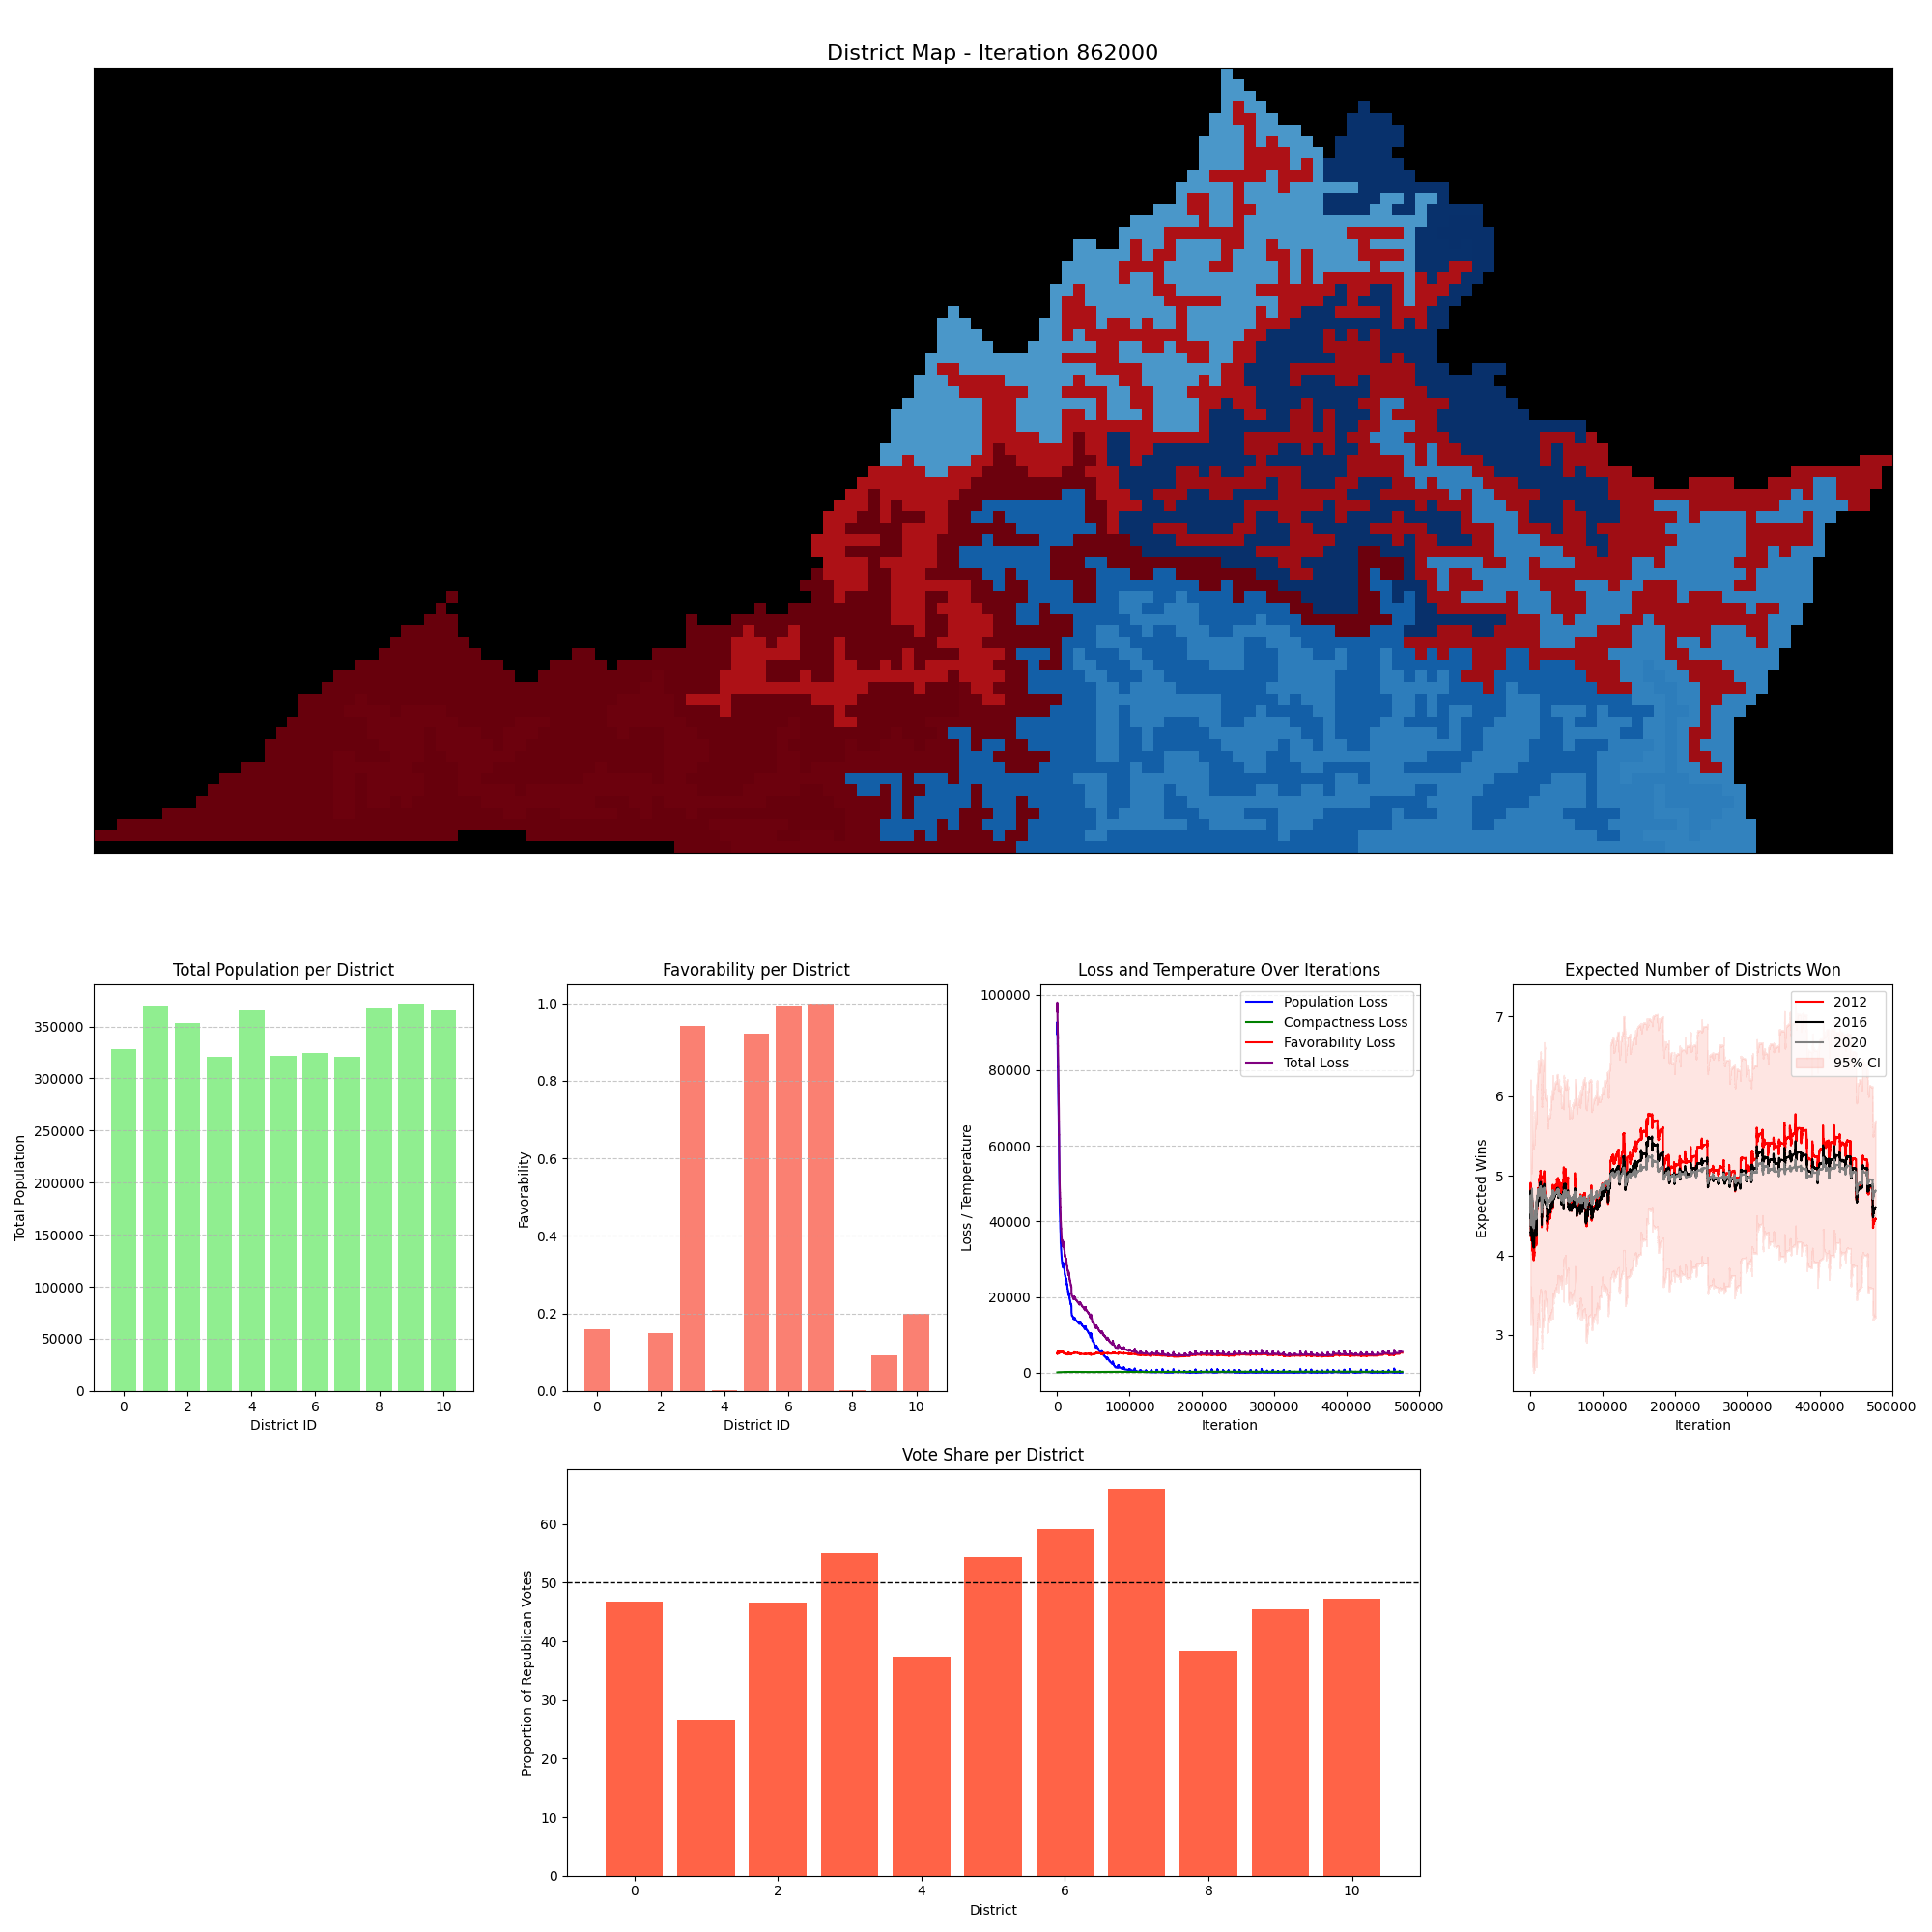 District Map - Iteration 862000
Total Population per District
Total Population
350000
300000
250000
200000
150000
100000
50000
0
0 2 4 6 8 10
District ID
Favorability per District
Favorability
1.0
0.8
0.6
0.4
0.2
0.0
0 2 4 6 8 10
District ID
Loss and Temperature Over Iterations
Loss / Temperature
100000
80000
60000
40000
20000
0
Population Loss
Compactness Loss
Favorability Loss
Total Loss
0 100000 200000 300000 400000 500000
Iteration
Expected Number of Districts Won
Expected Wins
7
6
5
4
3
2012
2016
2020
95% CI
0 100000 200000 300000 400000 500000
Iteration
Vote Share per District
Proportion of Republican Votes
60
50
40
30
20
10
0
0 2 4 6 8 10
District